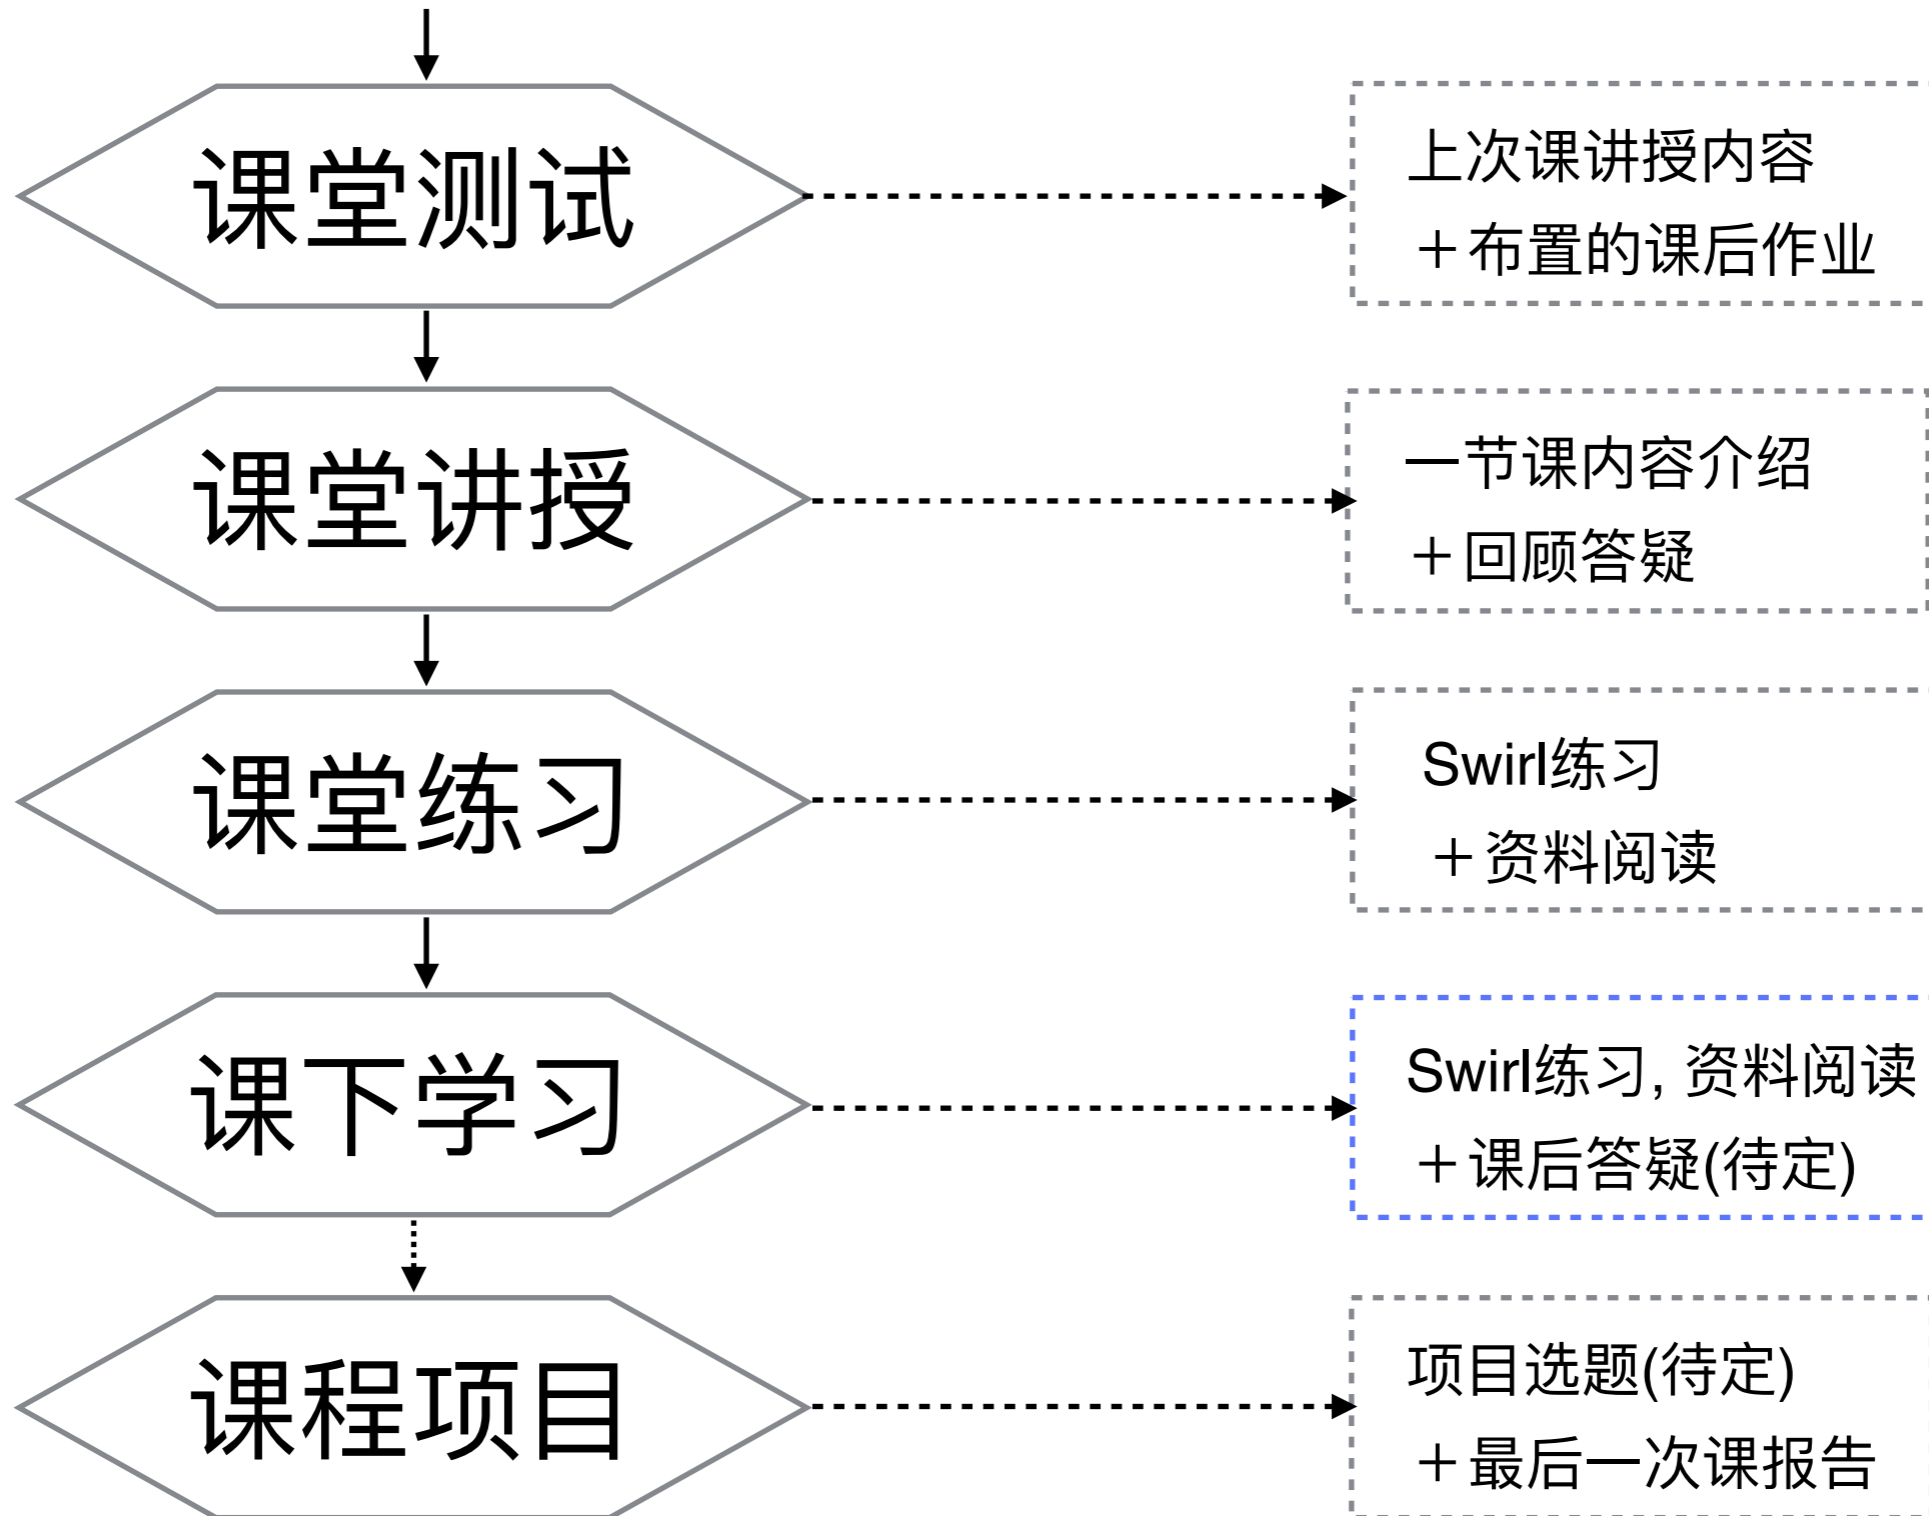 课堂测试
上次课讲授内容
＋布置的课后作业
课堂讲授
一节课内容介绍
＋回顾答疑
课堂练习
Swirl练习
＋资料阅读
课下学习
Swirl练习, 资料阅读
＋课后答疑(待定)
课程项目
项目选题(待定)
＋最后一次课报告